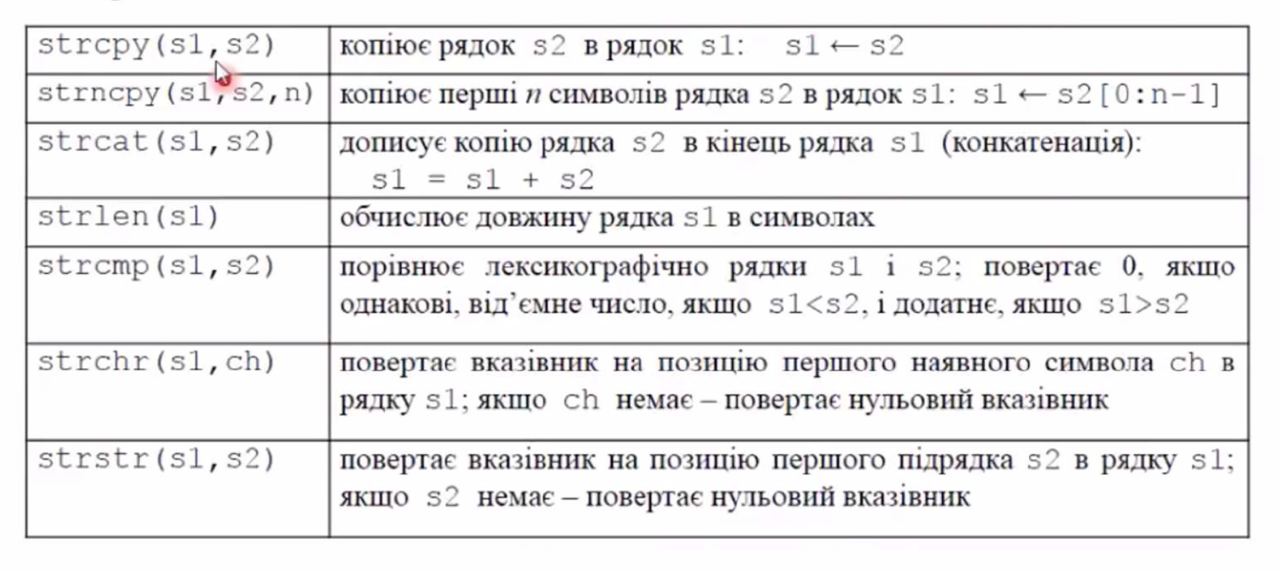 strcpy(s1,s2) копіює рядок s2 в рядок s1: s1 ← s2
strncpy(s1,s2,n) копіює перші n символів рядка s2 в рядок s1: s1 ← s2[0:n-1]
strcat(s1,s2) дописує копію рядка s2 в кінець рядка s1 (конкатенація):
s1 = s1 + s2
strlen(s1) обчислює довжину рядка s1 в символах
strcmp(s1,s2) порівнює лексикографічно рядки s1 і s2; повертає 0, якщо
однакові, від’ємне число, якщо s1<s2, і додатнє, якщо s1>s2
strchr(s1,ch) повертає вказівник на позицію першого наявного символа ch в
рядку s1; якщо ch немає – повертає нульовий вказівник
strstr(s1,s2) повертає вказівник на позицію першого підрядка s2 в рядку s1;
якщо s2 немає – повертає нульовий вказівник